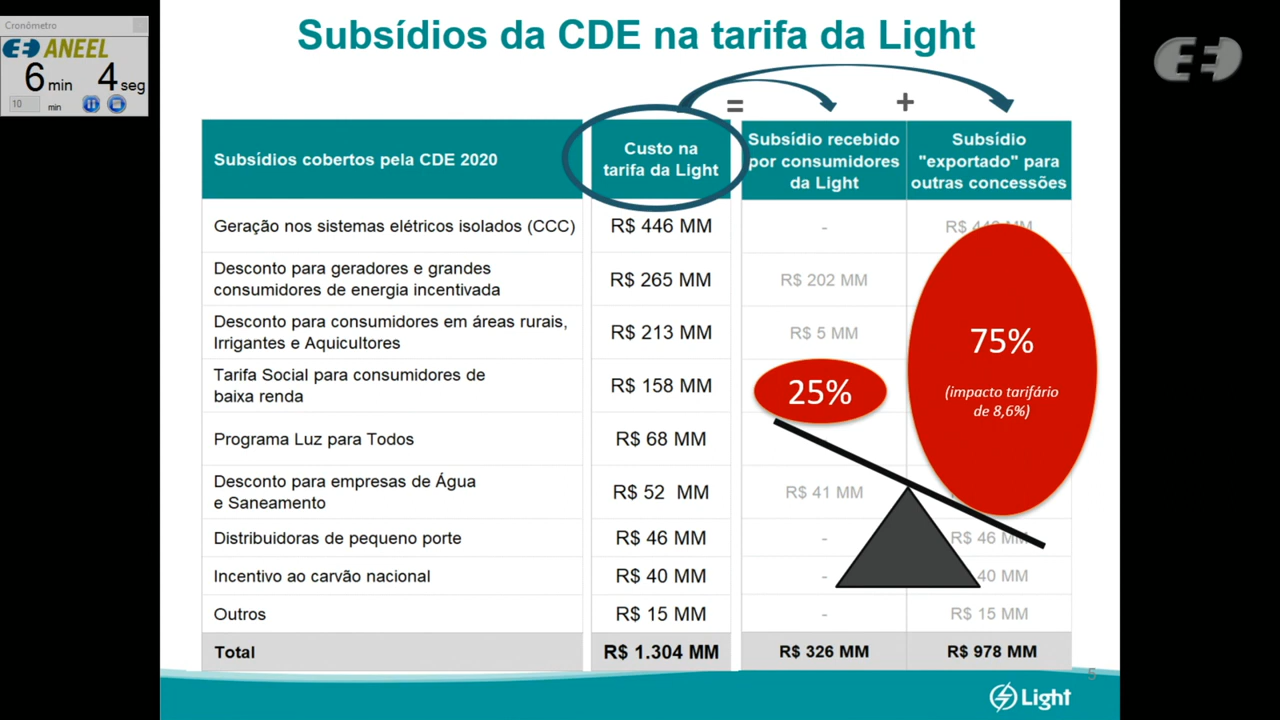 Cronómetro
ANEEL
6 min 4 seg
10 min
Subsídios da CDE na tarifa da Light
= +
Subsídios cobertos pela CDE 2020
Custo na
tarifa da Light
Subsídio recebido
por consumidores
da Light
Subsídio
"exportado" para
outras concessões
Geração nos sistemas elétricos isolados (CCC) R$ 446 MM - R$ MM
Desconto para geradores e grandes
consumidores de energia incentivada R$ 265 MM R$ 202 MM
Desconto para consumidores em áreas rurais,
Irrigantes e Aquicultores R$ 213 MM R$ 5 MM
75%
(impacto tarifário
de 8,6%)
Tarifa Social para consumidores de
baixa renda R$ 158 MM
25%
Programa Luz para Todos R$ 68 MM
Desconto para empresas de Água
e Saneamento R$ 52 MM R$ 41 MM
Distribuidoras de pequeno porte R$ 46 MM - R$ 46 MM
Incentivo ao carvão nacional R$ 40 MM - 40 MM
Outros R$ 15 MM - R$ 15 MM
Total R$ 1.304 MM R$ 326 MM R$ 978 MM
5
Light